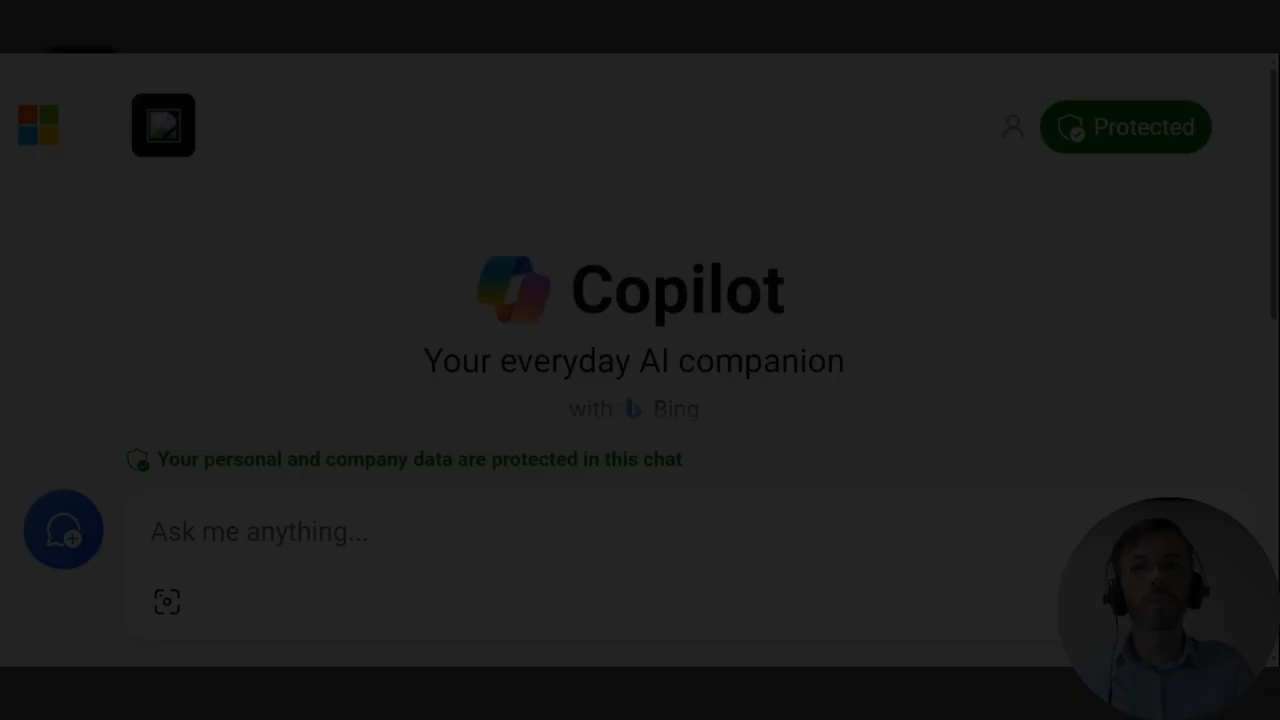 Protected
Copilot
Your everyday AI companion
with Bing
Your personal and company data are protected in this chat
Ask me anything...